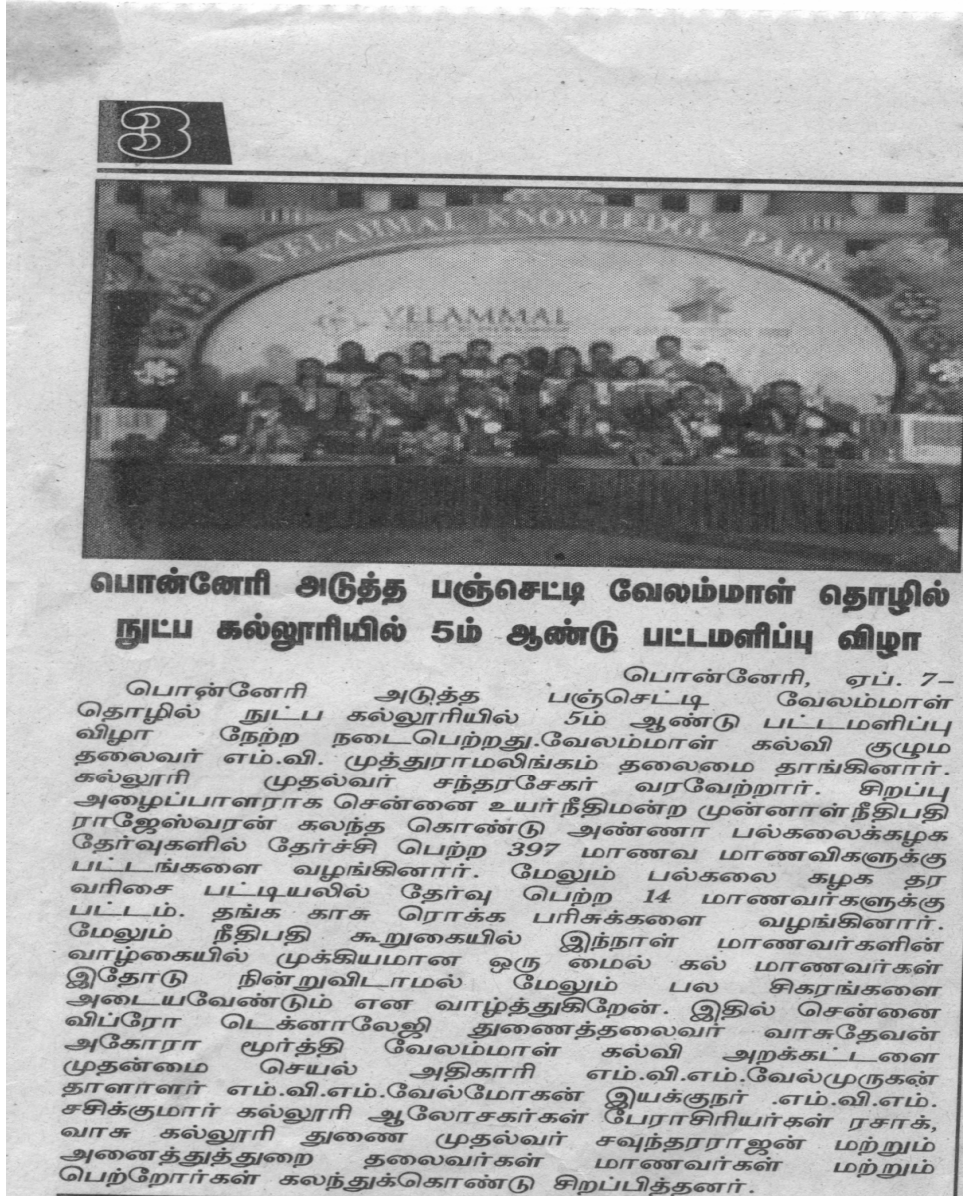 3
VELAMMAL KNOWLEDGE PARK
VELAMMAL
பொன்னேரி அடுத்த பஞ்செட்டி வேலம்மாள் தொழில்
நுட்ப கல்லூரியில் 5ம் ஆண்டு பட்டமளிப்பு விழா
பொன்னேரி, ஏப். 7–
பொன்னேரி அடுத்த பஞ்செட்டி வேலம்மாள்
தொழில் நுட்ப கல்லூரியில் 5ம் ஆண்டு பட்டமளிப்பு
விழா நேற்ற நடைபெற்றது.வேலம்மாள் கல்வி குழும
தலைவர் எம்.வி. முத்துராமலிங்கம் தலைமை தாங்கினார்.
கல்லூரி முதல்வர் சந்தரசேகர் வரவேற்றார். சிறப்பு
அழைப்பாளராக சென்னை உயர்நீதிமன்ற முன்னாள்நீதிபதி
ராஜேஸ்வரன் கலந்த கொண்டு அண்ணா பல்கலைக்கழக
தேர்வுகளில் தேர்ச்சி பெற்ற 397 மாணவ மாணவிகளுக்கு
பட்டங்களை வழங்கினார். மேலும் பல்கலை கழக தர
வரிசை பட்டியலில் தேர்வு பெற்ற 14 மாணவர்களுக்கு
பட்டம். தங்க காசு ரொக்க பரிசுக்களை வழங்கினார்.
மேலும் நீதிபதி கூறுகையில் இந்நாள் மாணவர்களின்
வாழ்கையில் முக்கியமான ஒரு மைல் கல் மாணவர்கள்
இதோடு நின்றுவிடாமல் மேலும் பல சிகரங்களை
அடையவேண்டும் என வாழ்த்துகிறேன். இதில் சென்னை
விப்ரோ டெக்னாலேஜி துணைத்தலைவர் வாசுதேவன்
அகோரா மூர்த்தி வேலம்மாள் கல்வி அறக்கட்டளை
முதன்மை செயல் அதிகாரி எம்.வி.எம்.வேல்முருகன்
தாளாளர் எம்.வி.எம்.வேல்மோகன் இயக்குநர் .எம்.வி.எம்.
சசிக்குமார் கல்லூரி ஆலோசகர்கள் பேராசிரியர்கள் ரசாக்,
வாசு கல்லூரி துணை முதல்வர் சவுந்தரராஜன் மற்றும்
அனைத்துத்துறை தலைவர்கள் மாணவர்கள் மற்றும்
பெற்றோர்கள் கலந்துக்கொண்டு சிறப்பித்தனர்.